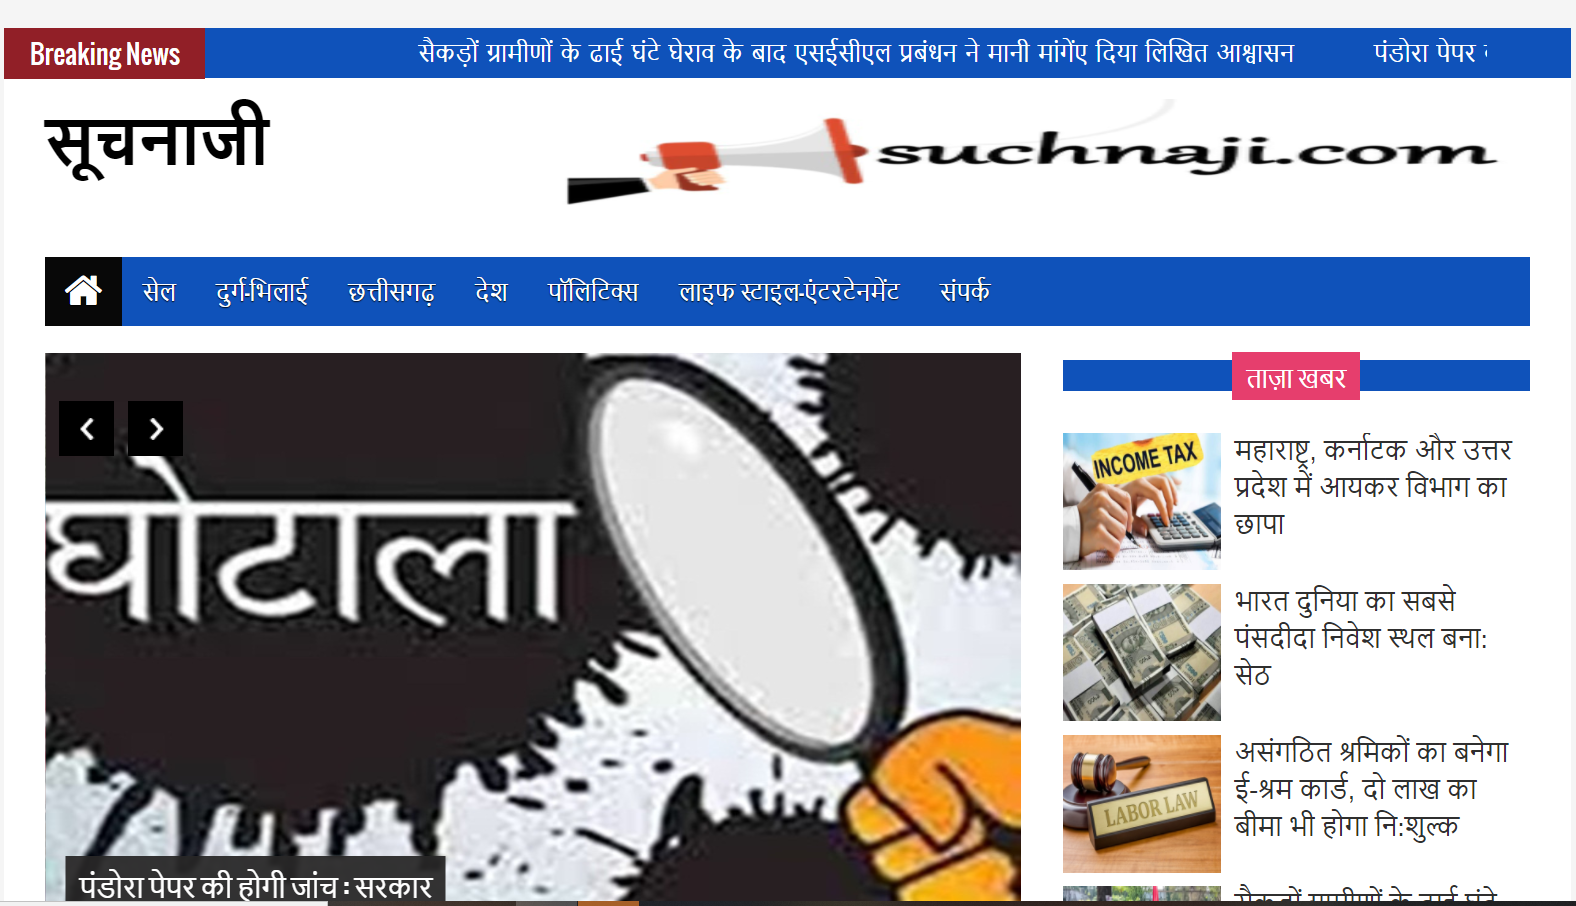 Breaking News
सैकड़ों ग्रामीणों के ढाई घंटे घेराव के बाद एसईसीएल प्रबंधन ने मानी मांगेंए दिया लिखित आश्वासन
पंडोरा पेपर
सूचनाजी
suchnaji.com
सेल दुर्ग-भिलाई छत्तीसगढ़ देश पॉलिटिक्स लाइफ स्टाइल-एंटरटेनमेंट संपर्क
घोटाला
पंडोरा पेपर की होगी जांच : सरकार
ताज़ा खबर
INCOME TAX
महाराष्ट्र, कर्नाटक और उत्तर
प्रदेश में आयकर विभाग का
छापा
भारत दुनिया का सबसे
पंसदीदा निवेश स्थल बना:
सेठ
LABOR LAW
असंगठित श्रमिकों का बनेगा
ई-श्रम कार्ड, दो लाख का
बीमा भी होगा नि:शुल्क
सैकड़ों ग्रामीणों के ढाई घंटे